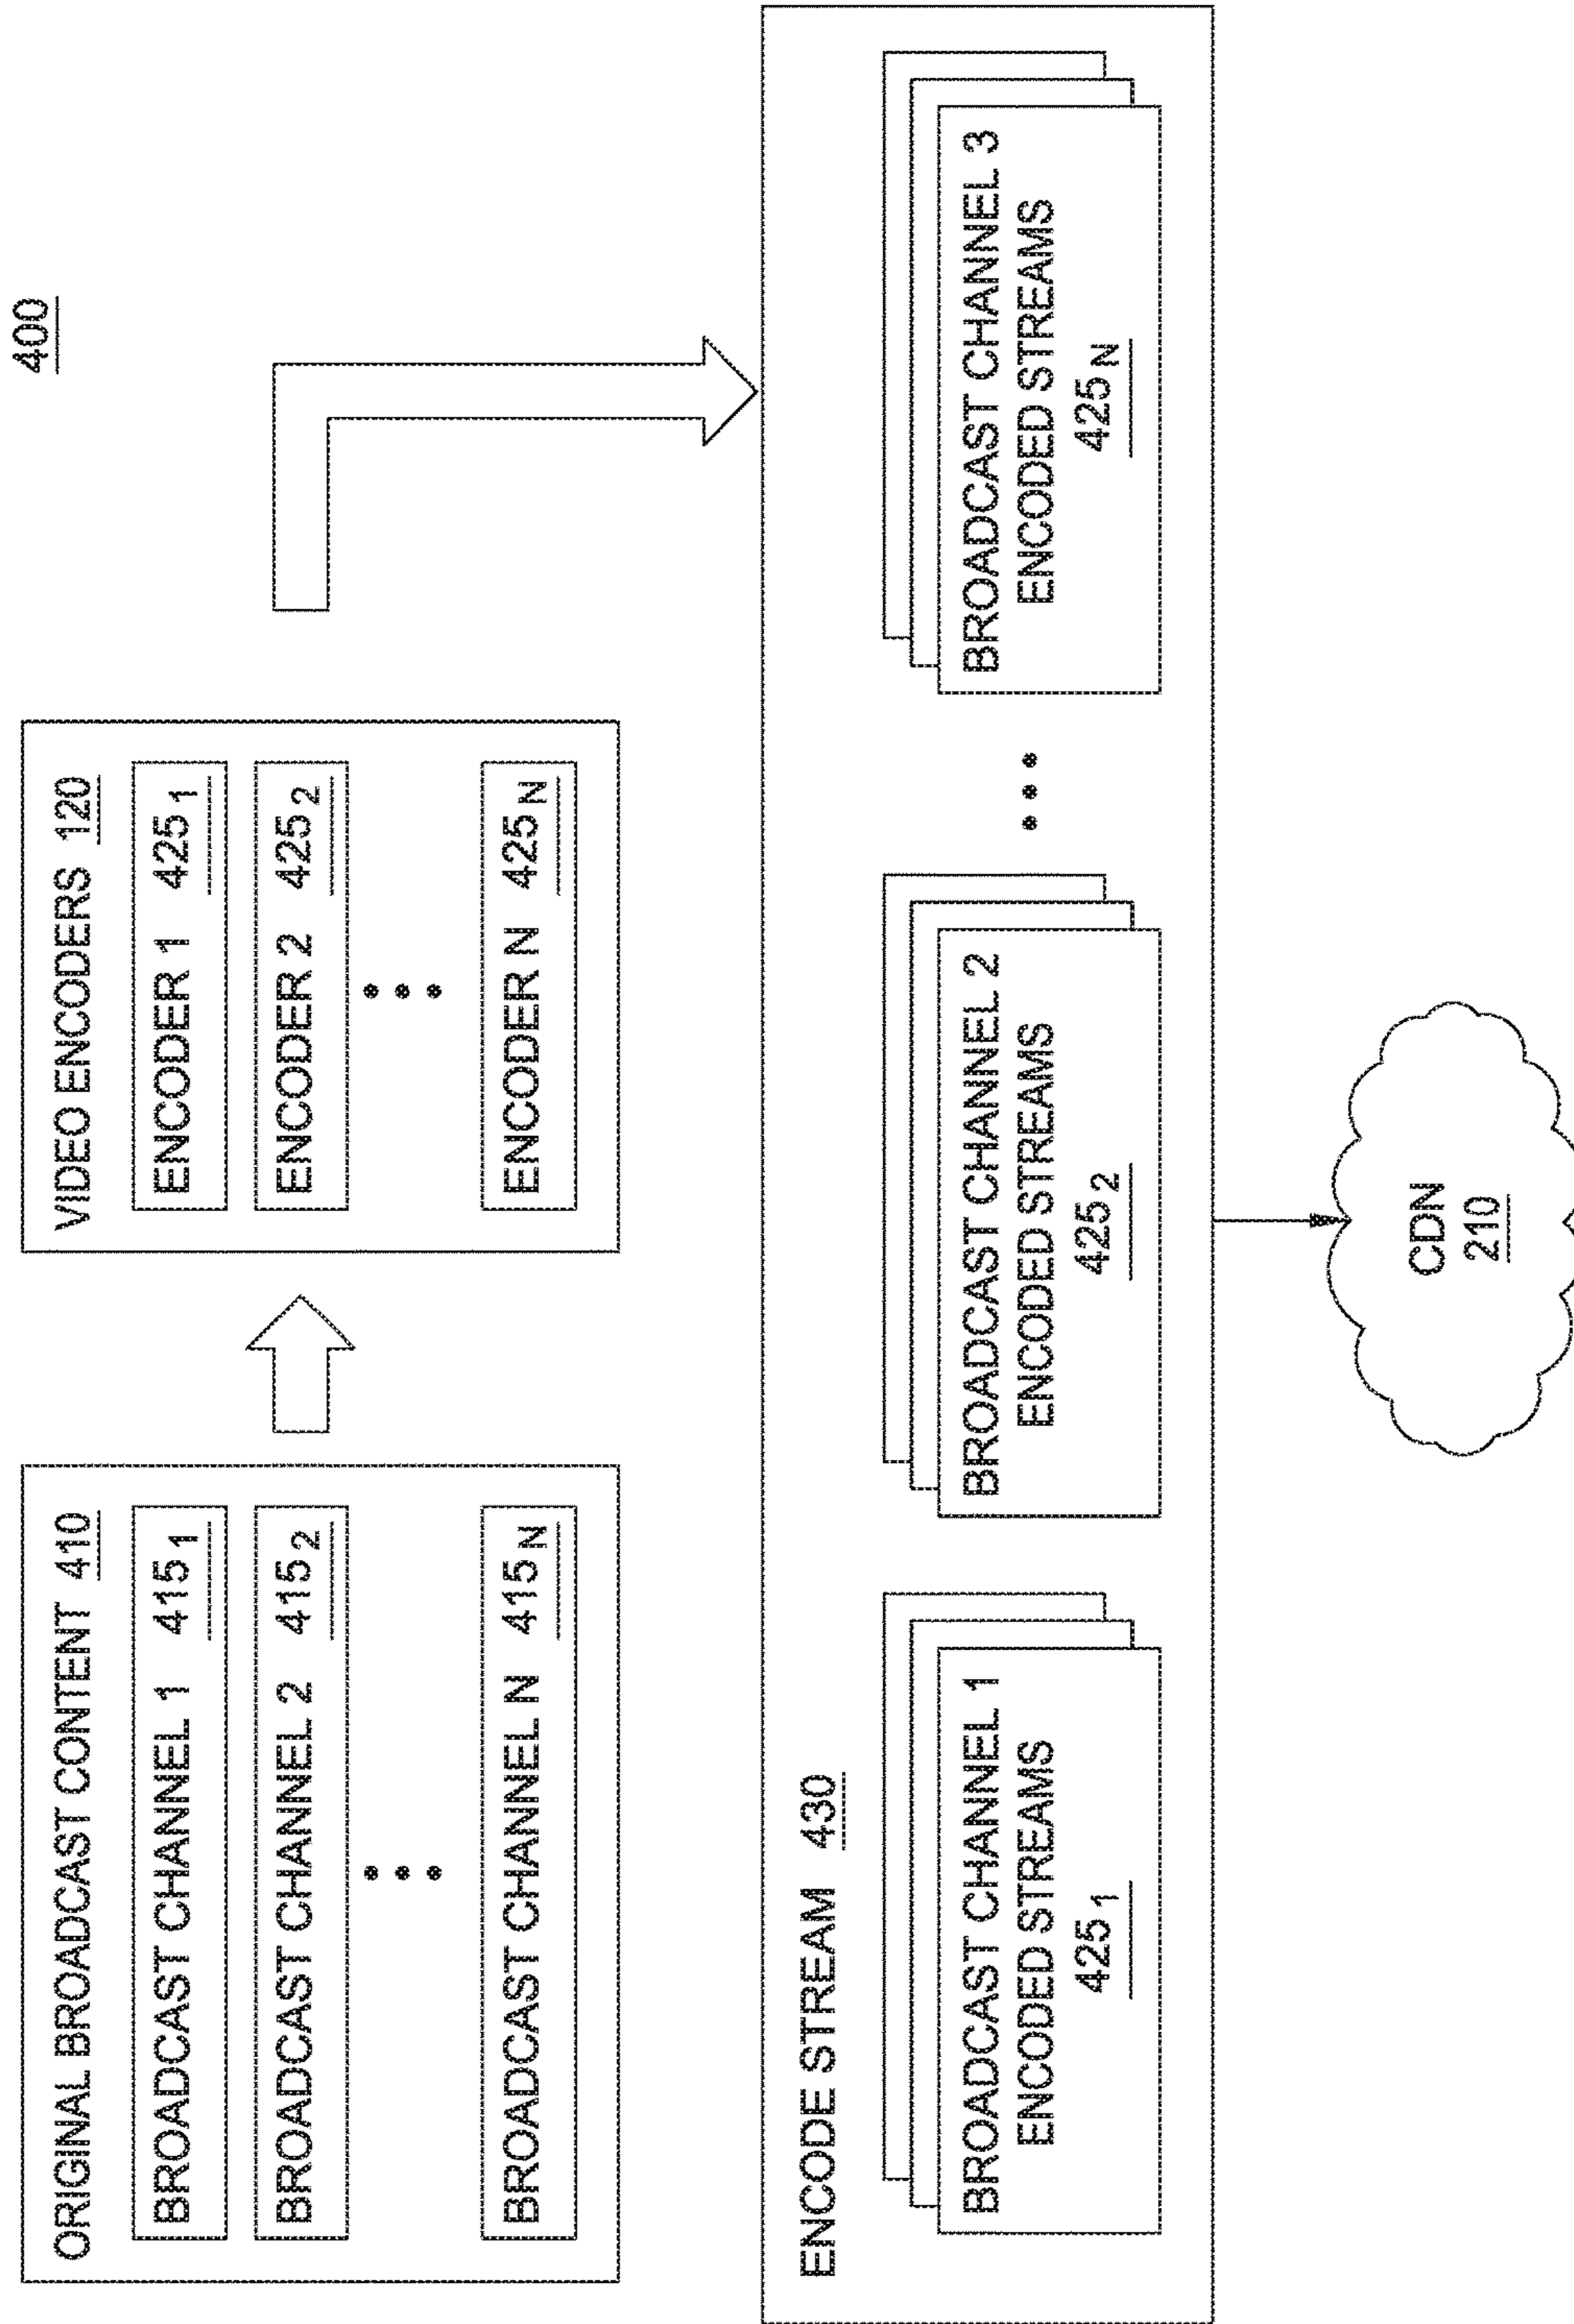 400
ORIGINAL BROADCAST CONTENT 410
BROADCAST CHANNEL 1 415₁
BROADCAST CHANNEL 2 415₂
BROADCAST CHANNEL N 415N
VIDEO ENCODERS 120
ENCODER 1 425₁
ENCODER 2 425₂
ENCODER N 425N
ENCODE STREAM 430
BROADCAST CHANNEL 1
ENCODED STREAMS
425₁
BROADCAST CHANNEL 2
ENCODED STREAMS
425₂
BROADCAST CHANNEL 3
ENCODED STREAMS
425N
CDN
210